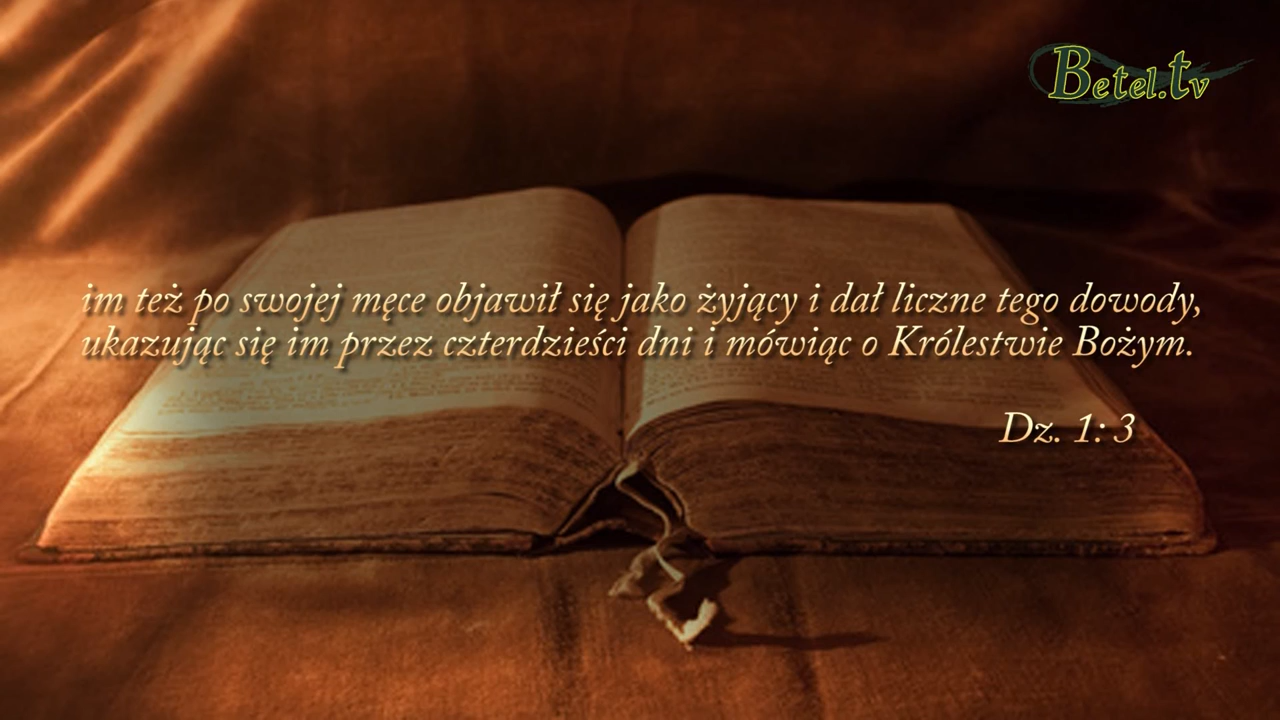 Betel.tv
im też po swojej męce objawił się jako żyjący i dał liczne tego dowody,
ukazując się im przez czterdzieści dni i mówiąc o Królestwie Bożym.
Dz. 1: 3